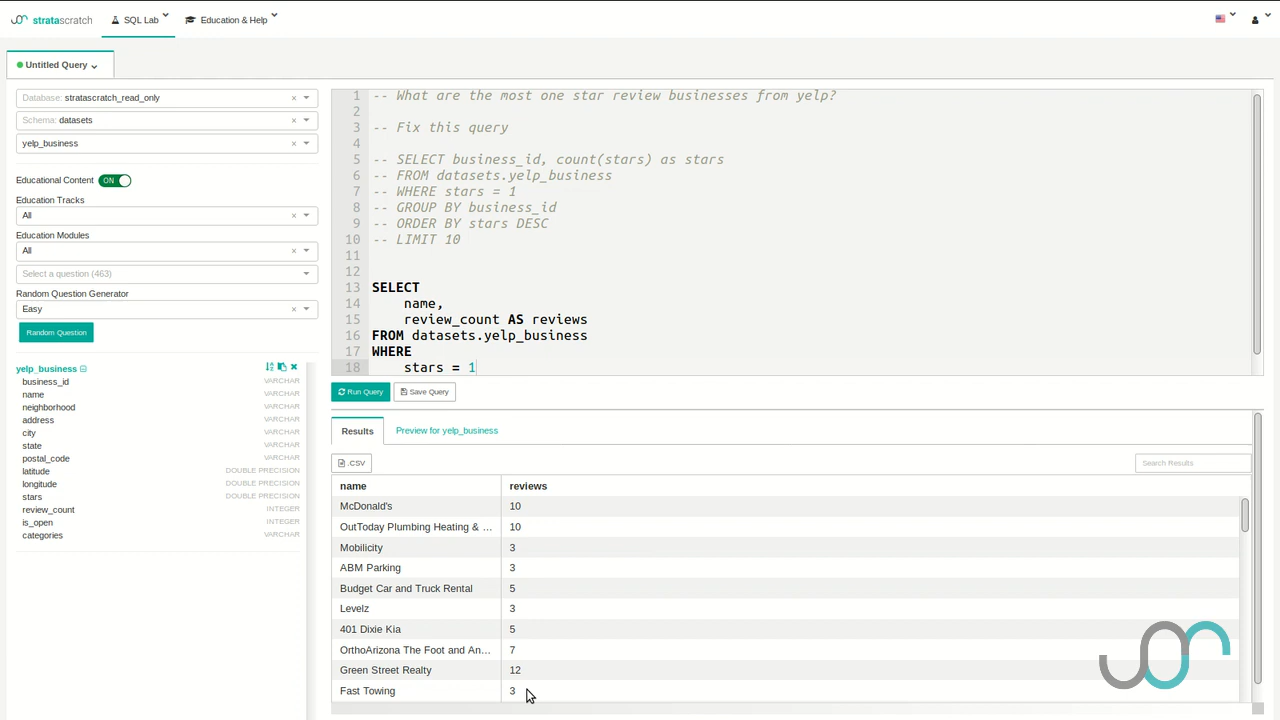 stratascratch
SQL Lab
Education & Help
Untitled Query
Database: stratascratch_read_only
Schema: datasets
yelp_business
Educational Content ON
Education Tracks
All
Education Modules
All
Select a question (463)
Random Question Generator
Easy
Random Question
yelp_business
business_id VARCHAR
name VARCHAR
neighborhood VARCHAR
address VARCHAR
city VARCHAR
state VARCHAR
postal_code VARCHAR
latitude DOUBLE PRECISION
longitude DOUBLE PRECISION
stars DOUBLE PRECISION
review_count INTEGER
is_open INTEGER
categories VARCHAR
1 -- What are the most one star review businesses from yelp?
2
3 -- Fix this query
4
5 -- SELECT business_id, count(stars) as stars
6 -- FROM datasets.yelp_business
7 -- WHERE stars = 1
8 -- GROUP BY business_id
9 -- ORDER BY stars DESC
10 -- LIMIT 10
11
12
13 SELECT
14 name,
15 review_count AS reviews
16 FROM datasets.yelp_business
17 WHERE
18 stars = 1
Run Query
Save Query
Results
Preview for yelp_business
.CSV
Search Results
name reviews
McDonald's 10
OutToday Plumbing Heating & ... 10
Mobilicity 3
ABM Parking 3
Budget Car and Truck Rental 5
Levelz 3
401 Dixie Kia 5
OrthoArizona The Foot and An... 7
Green Street Realty 12
Fast Towing 3